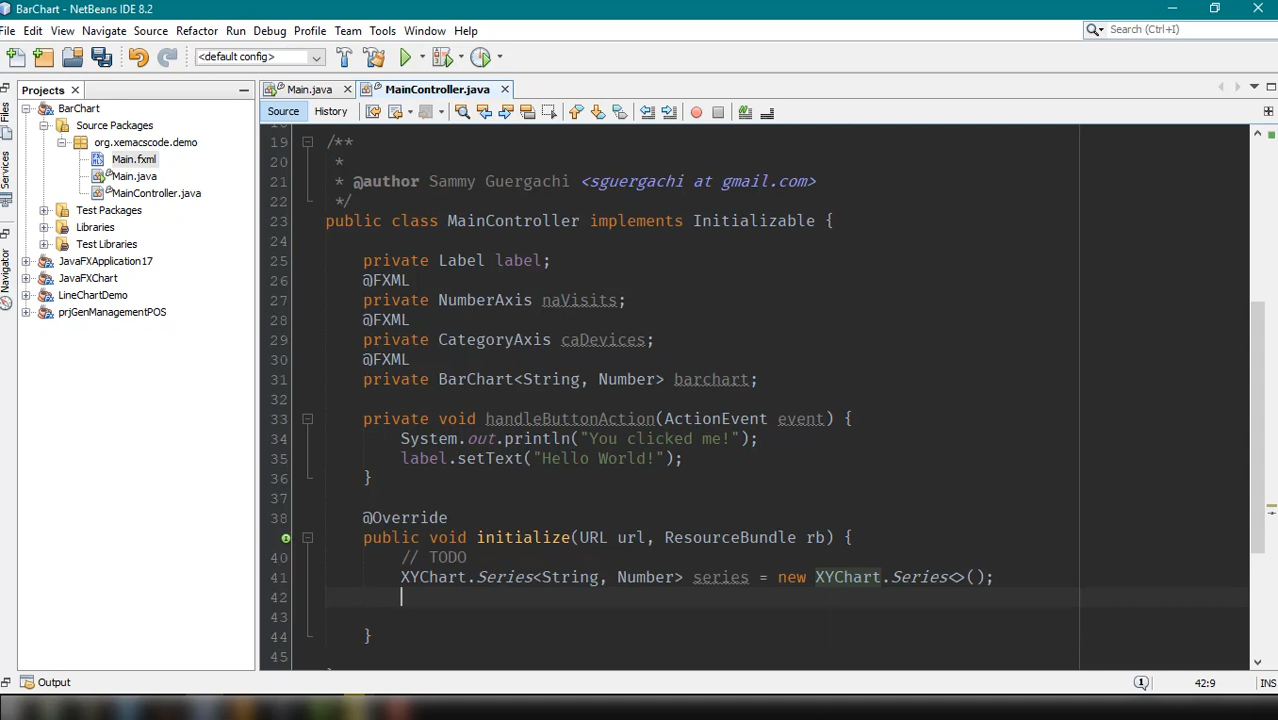 BarChart - NetBeans IDE 8.2
File Edit View Navigate Source Refactor Run Debug Profile Team Tools Window Help
Search (Ctrl+I)
<default config>
Projects
Main.java
MainController.java
Source
History
Files
Services
Navigator
BarChart
Source Packages
org.xemacscode.demo
Main.fxml
Main.java
MainController.java
Test Packages
Libraries
Test Libraries
JavaFXApplication17
JavaFXChart
LineChartDemo
prjGenManagementPOS
19 /**
20 *
21 * @author Sammy Guergachi <sguergachi at gmail.com>
22 */
23 public class MainController implements Initializable {
24
25 private Label label;
26 @FXML
27 private NumberAxis naVisits;
28 @FXML
29 private CategoryAxis caDevices;
30 @FXML
31 private BarChart<String, Number> barchart;
32
33 private void handleButtonAction(ActionEvent event) {
34 System.out.println("You clicked me!");
35 label.setText("Hello World!");
36 }
37
38 @Override
public void initialize(URL url, ResourceBundle rb) {
40 // TODO
41 XYChart.Series<String, Number> series = new XYChart.Series<>();
42
43
44 }
45
Output
1
42:9
INS